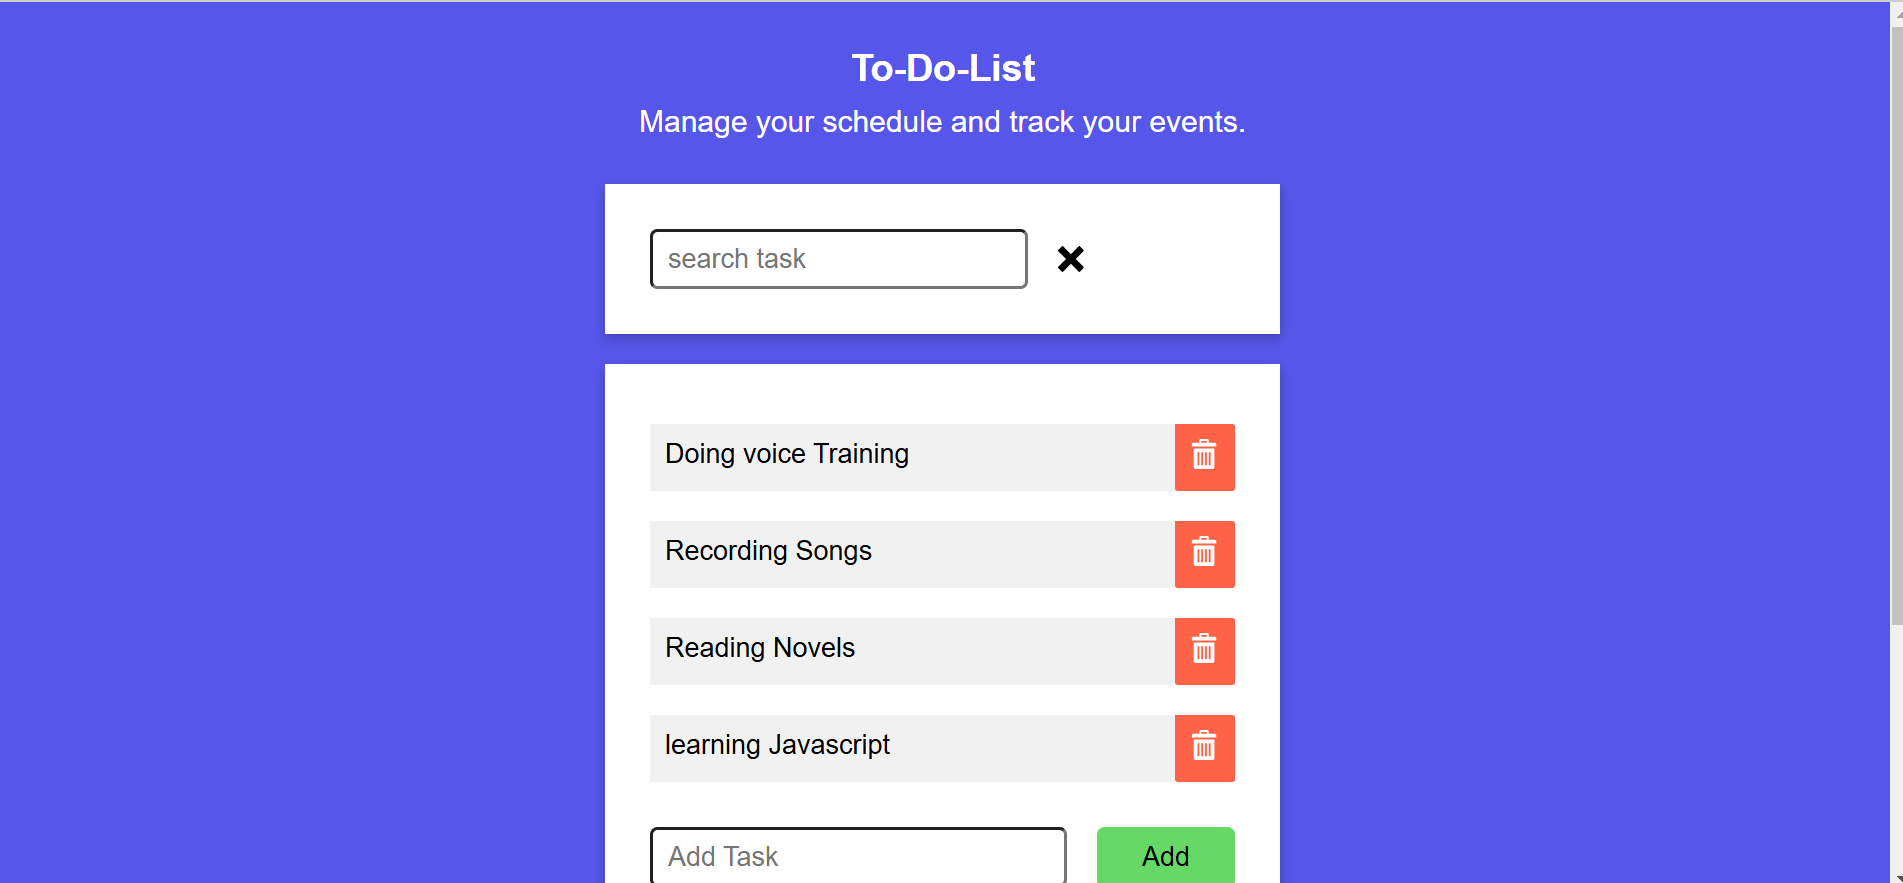 To-Do-List
Manage your schedule and track your events.
search task
Doing voice Training
Recording Songs
Reading Novels
learning Javascript
Add Task
Add